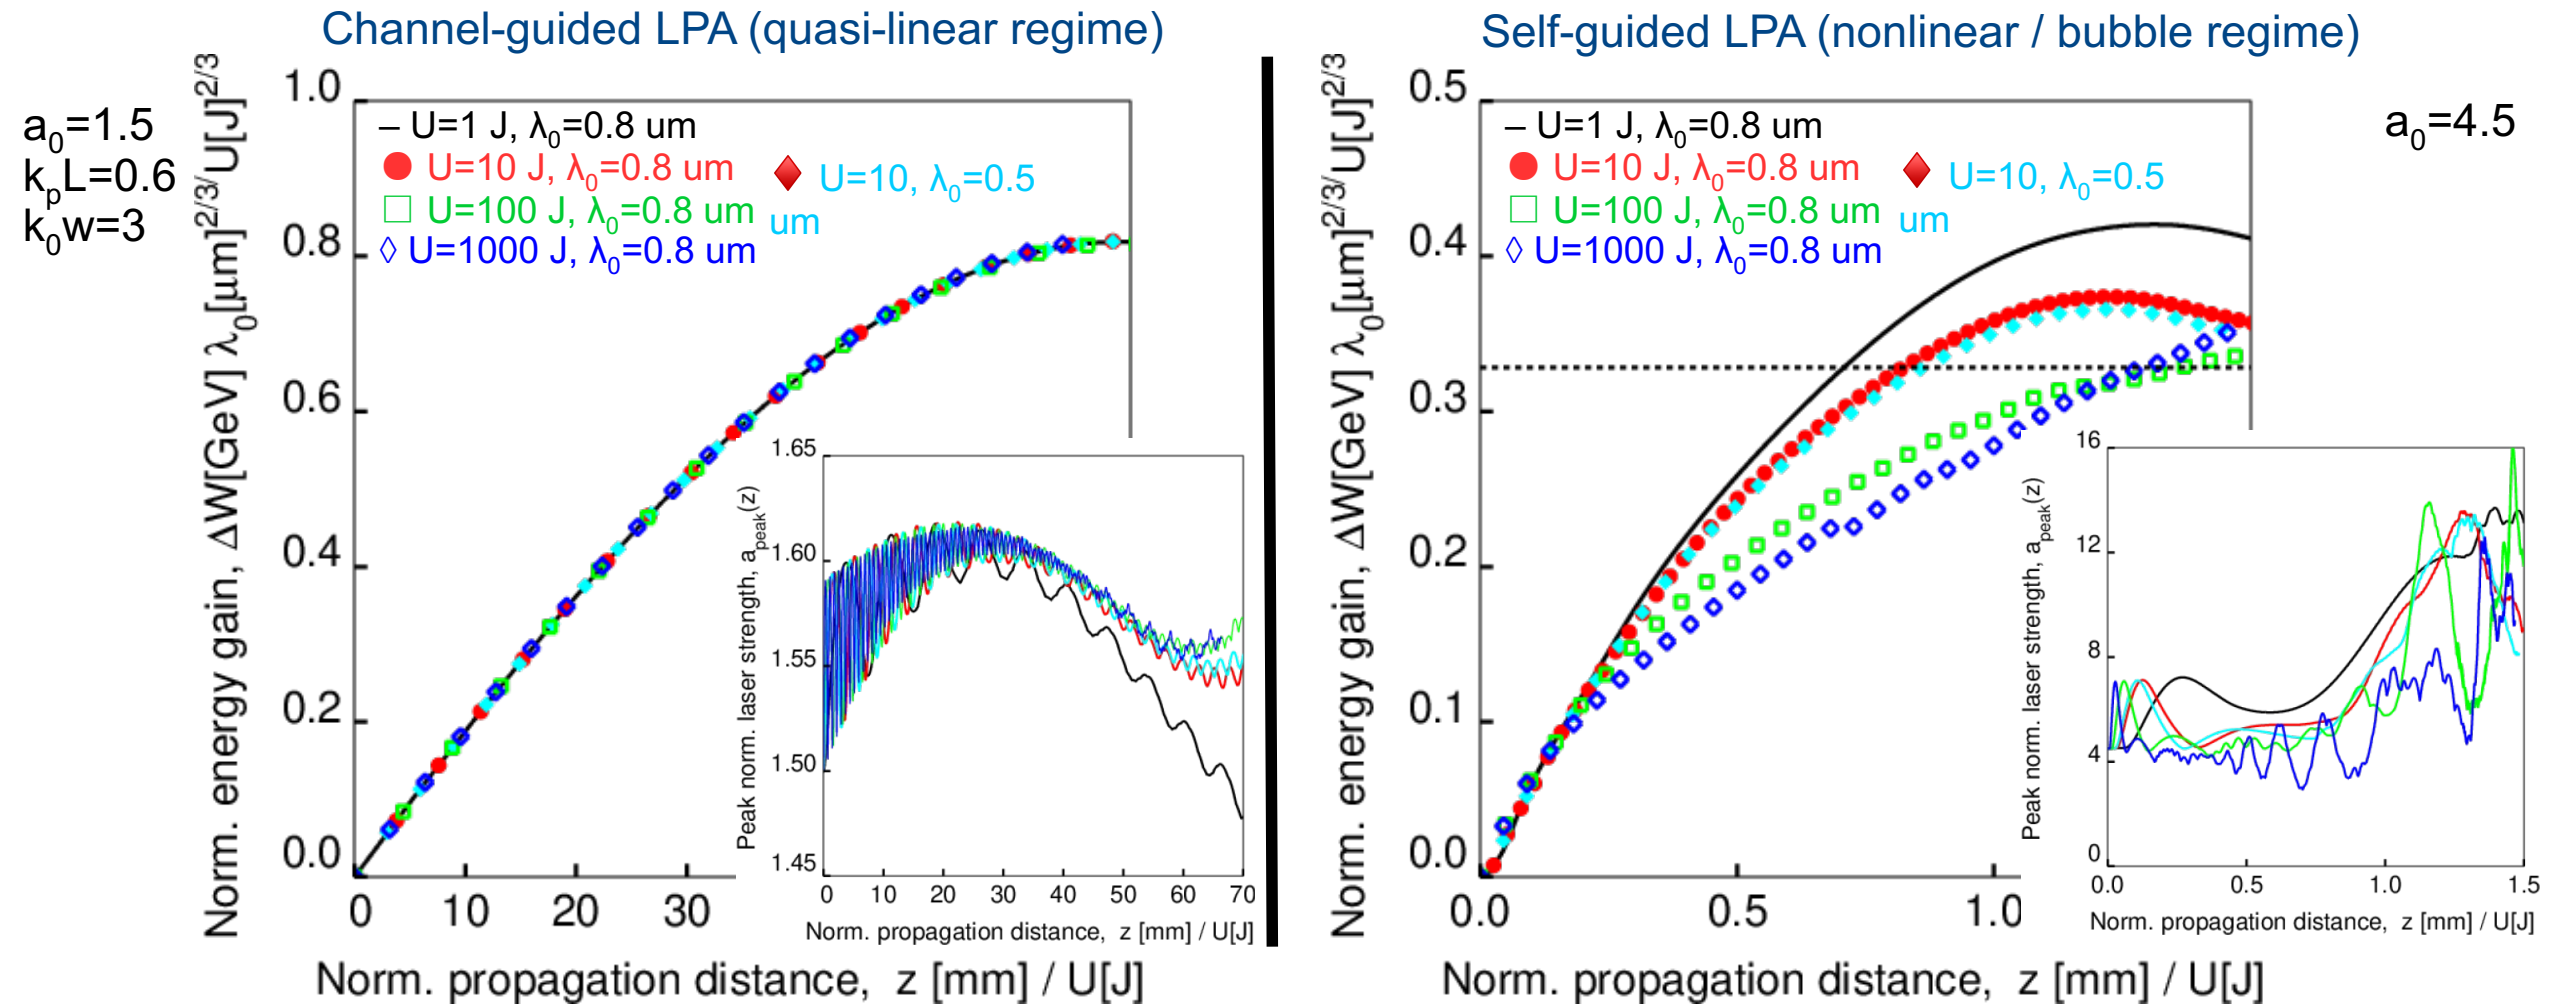 Channel-guided LPA (quasi-linear regime)
a0=1.5
kpL=0.6
k0w=3
Norm. energy gain, ΔW[GeV] λ0[μm]2/3/U[J]2/3
1.0
0.8
0.6
0.4
0.2
0.0
– U=1 J, λ0=0.8 um
U=10 J, λ0=0.8 um
U=100 J, λ0=0.8 um
◊ U=1000 J, λ0=0.8 um
U=10, λ0=0.5
um
0 10 20 30
Norm. propagation distance, z [mm] / U[J]
Peak norm. laser strength, apeak(z)
1.65
1.60
1.55
1.50
1.45
0 10 20 30 40 50 60 70
Norm. propagation distance, z [mm] / U[J]
Self-guided LPA (nonlinear / bubble regime)
a0=4.5
Norm. energy gain, ΔW[GeV] λ0[μm]2/3/U[J]2/3
0.5
0.4
0.3
0.2
0.1
0.0
– U=1 J, λ0=0.8 um
U=10 J, λ0=0.8 um
U=100 J, λ0=0.8 um
◊ U=1000 J, λ0=0.8 um
U=10, λ0=0.5
um
0.0 0.5 1.0
Norm. propagation distance, z [mm] / U[J]
Peak norm. laser strength, apeak(z)
16
12
8
4
0
0.0 0.5 1.0 1.5
Norm. propagation distance, z [mm] / U[J]